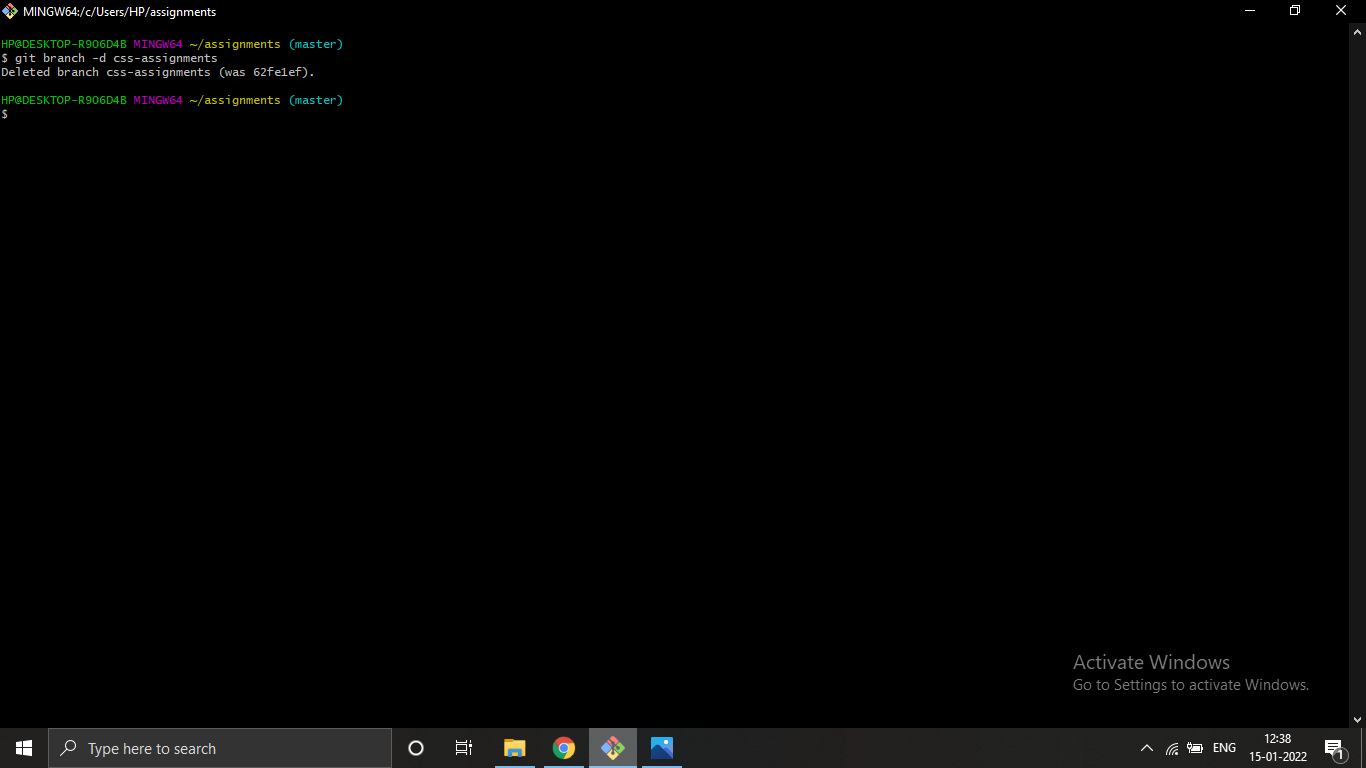 MINGW64:/c/Users/HP/assignments
HP@DESKTOP-R9O6D4B MINGW64 ~/assignments (master)
$ git branch -d css-assignments
Deleted branch css-assignments (was 62fe1ef).
HP@DESKTOP-R9O6D4B MINGW64 ~/assignments (master)
$
Activate Windows
Go to Settings to activate Windows.
Type here to search
ENG
12:38
15-01-2022
1